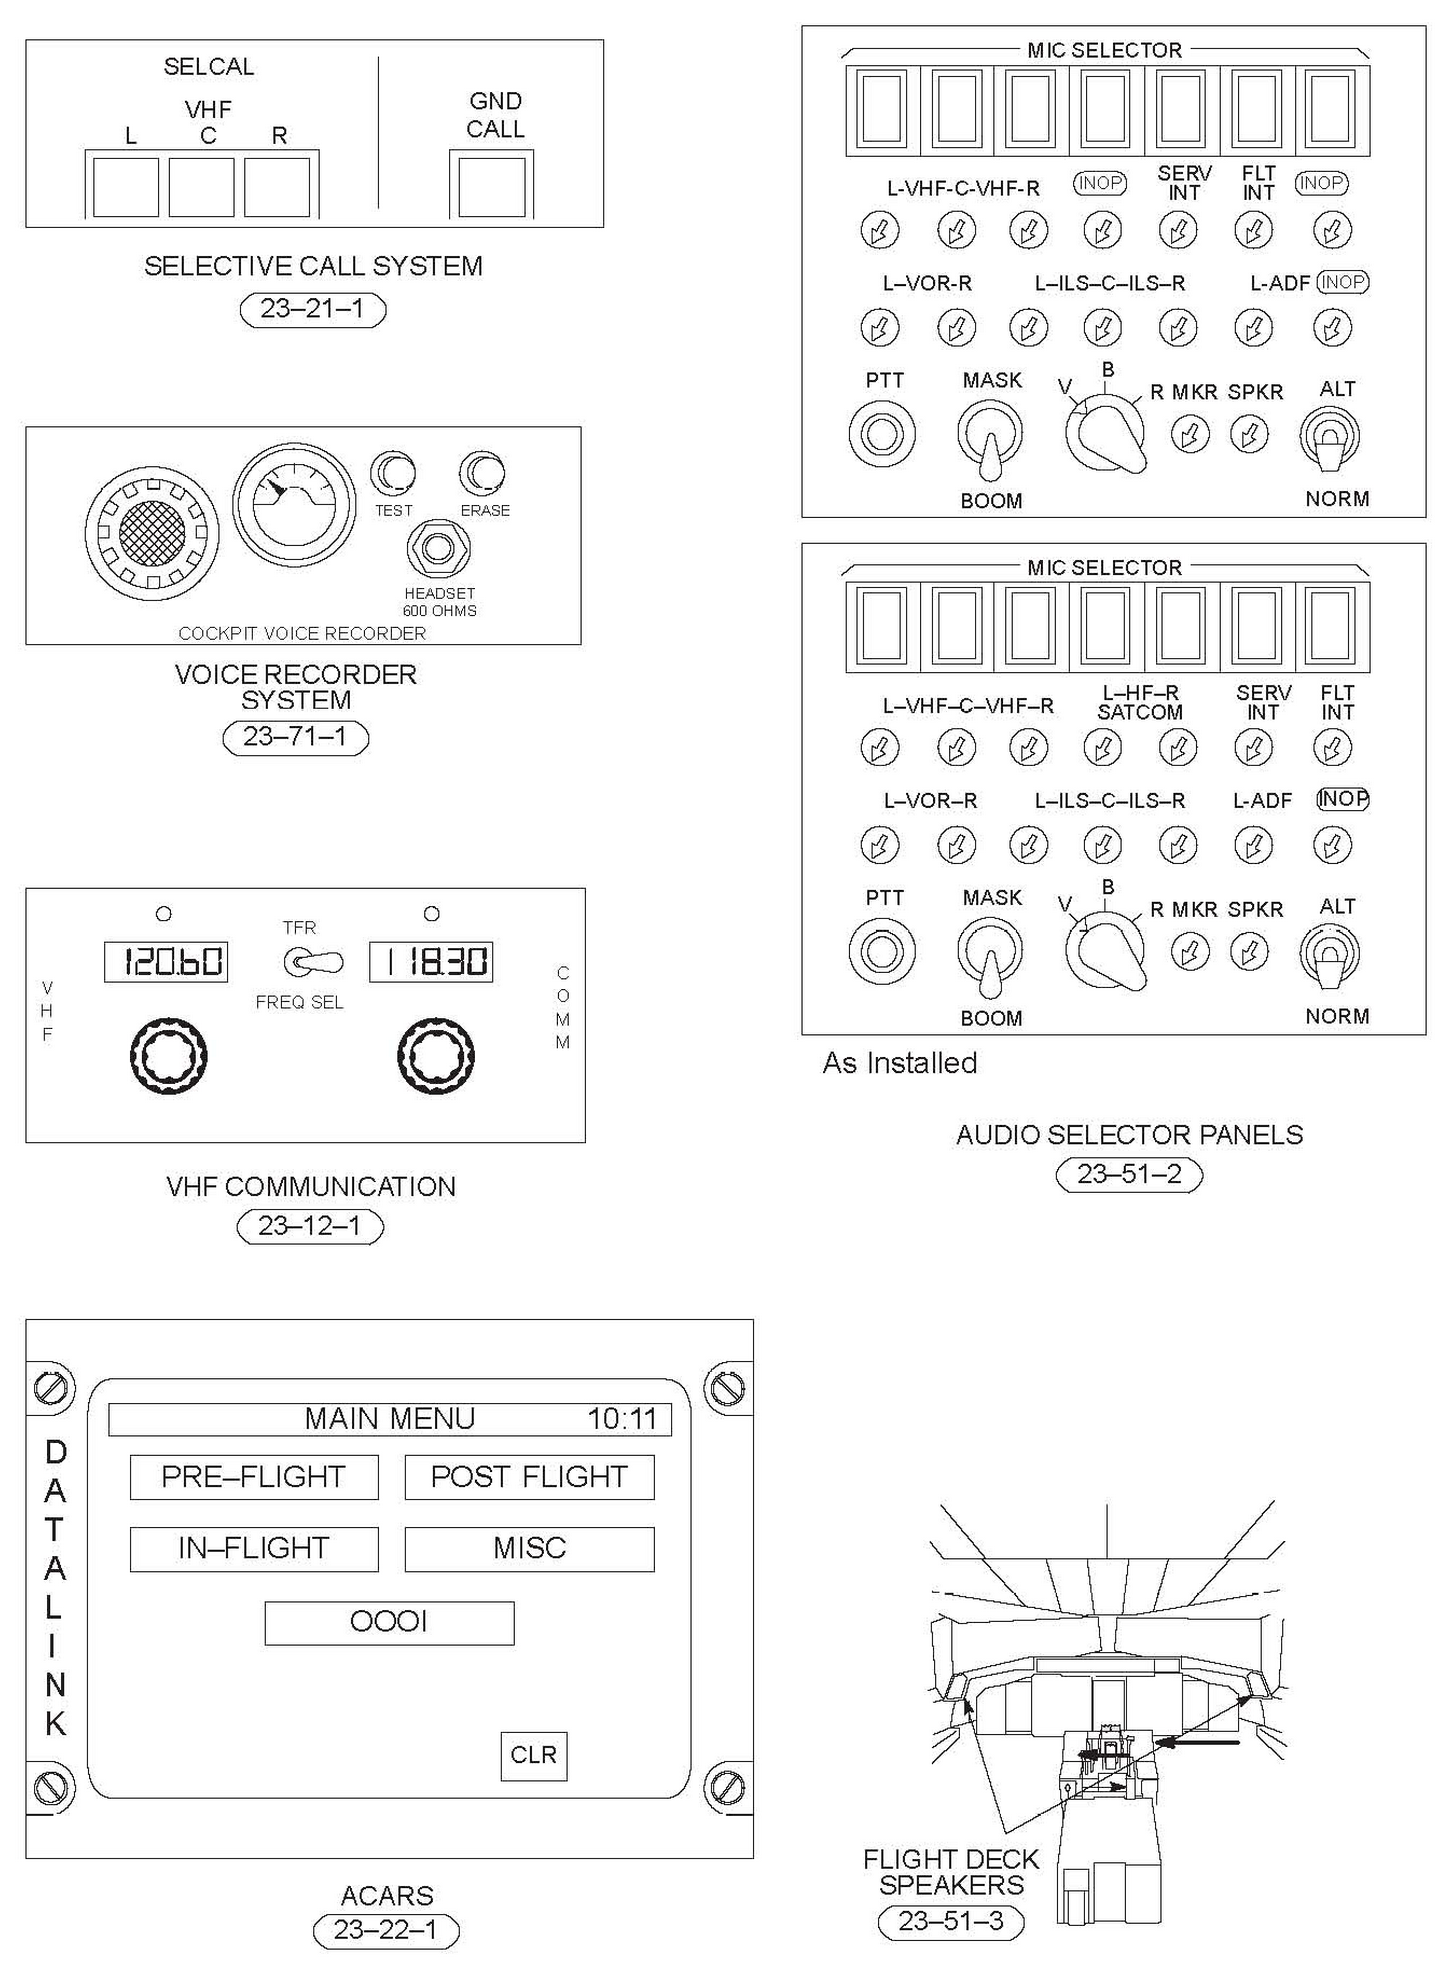 SELCAL
VHF
L C R
GND
CALL
SELECTIVE CALL SYSTEM
23–21–1
TEST
ERASE
HEADSET
600 OHMS
COCKPIT VOICE RECORDER
VOICE RECORDER
SYSTEM
23–71–1
TFR
120.60
118.30
FREQ SEL
VHF
COMM
VHF COMMUNICATION
23–12–1
DATALINK
MAIN MENU 10:11
PRE–FLIGHT POST FLIGHT
IN–FLIGHT MISC
OOOI
CLR
ACARS
23–22–1
MIC SELECTOR
L-VHF-C-VHF-R INOP SERV INT FLT INT INOP
L–VOR-R L–ILS–C–ILS–R L-ADF INOP
PTT MASK V B R MKR SPKR ALT
BOOM NORM
MIC SELECTOR
L–VHF–C–VHF–R L–HF–R SATCOM SERV INT FLT INT
L–VOR–R L–ILS–C–ILS–R L-ADF INOP
PTT MASK V B R MKR SPKR ALT
BOOM NORM
As Installed
AUDIO SELECTOR PANELS
23–51–2
FLIGHT DECK
SPEAKERS
23–51–3